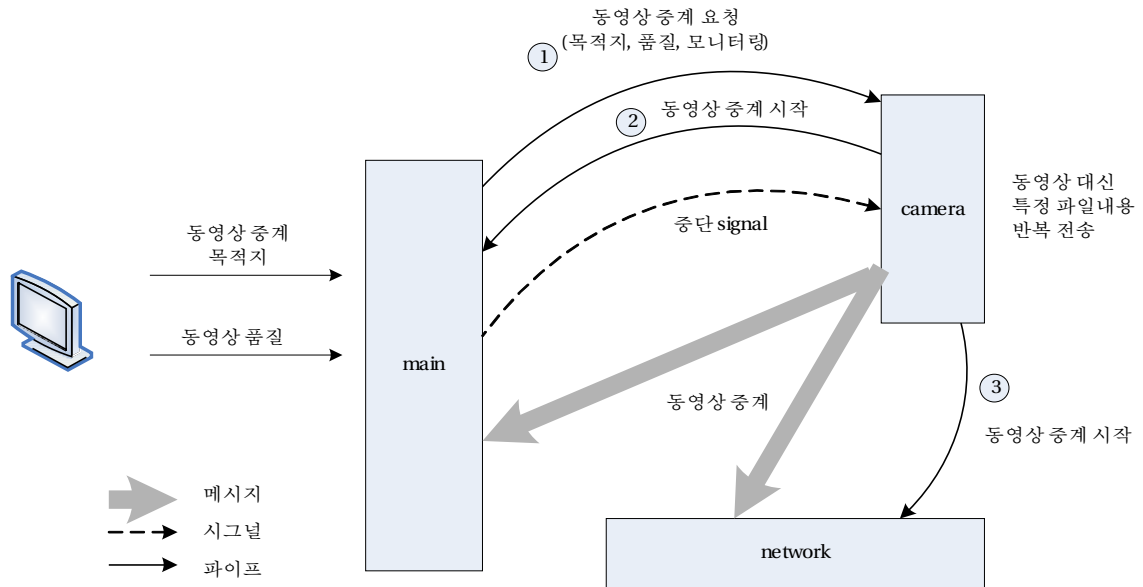 동영상 중계 요청
(목적지, 품질, 모니터링)
1
2
동영상 중계 시작
중단 signal
camera
동영상 대신
특정 파일내용
반복 전송
동영상 중계
목적지
동영상 품질
main
동영상 중계
3
동영상 중계 시작
메시지
시그널
파이프
network